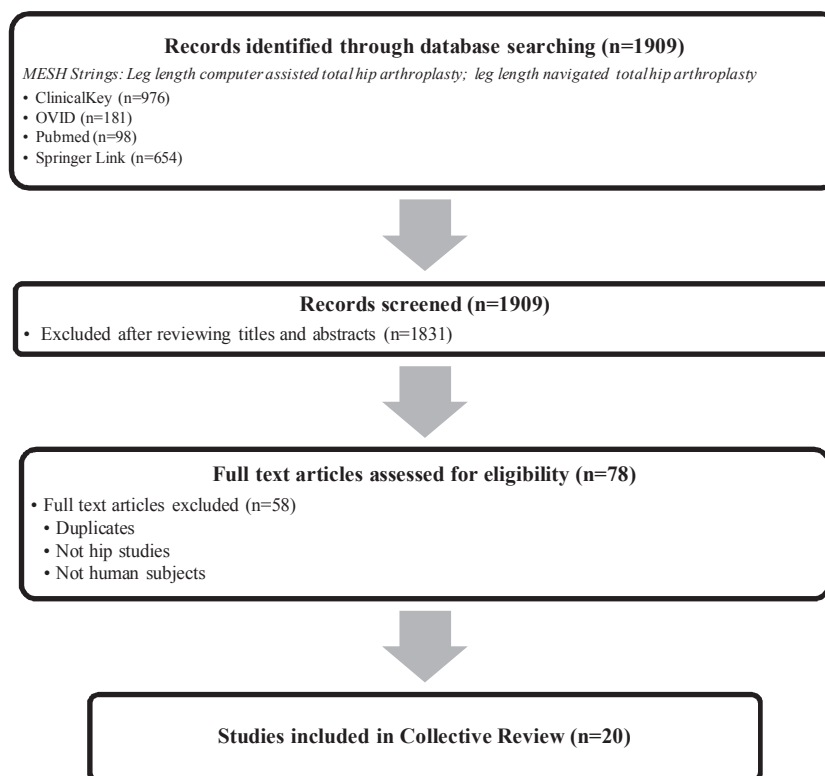 Records identified through database searching (n=1909)
MESH Strings: Leg length computer assisted total hip arthroplasty; leg length navigated total hip arthroplasty
• ClinicalKey (n=976)
• OVID (n=181)
• Pubmed (n=98)
• Springer Link (n=654)
Records screened (n=1909)
• Excluded after reviewing titles and abstracts (n=1831)
Full text articles assessed for eligibility (n=78)
• Full text articles excluded (n=58)
• Duplicates
• Not hip studies
• Not human subjects
Studies included in Collective Review (n=20)